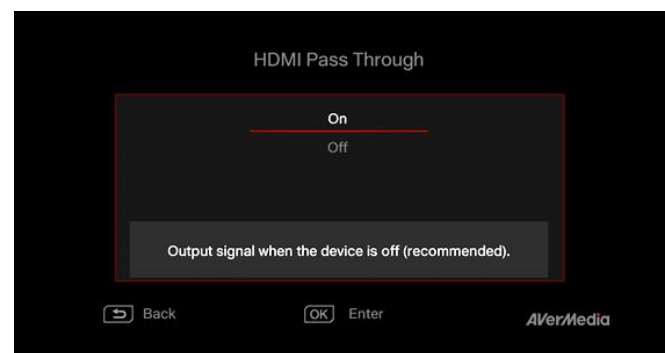 HDMI Pass Through
On
Off
Output signal when the device is off (recommended).
Back
OK Enter
AVerMedia